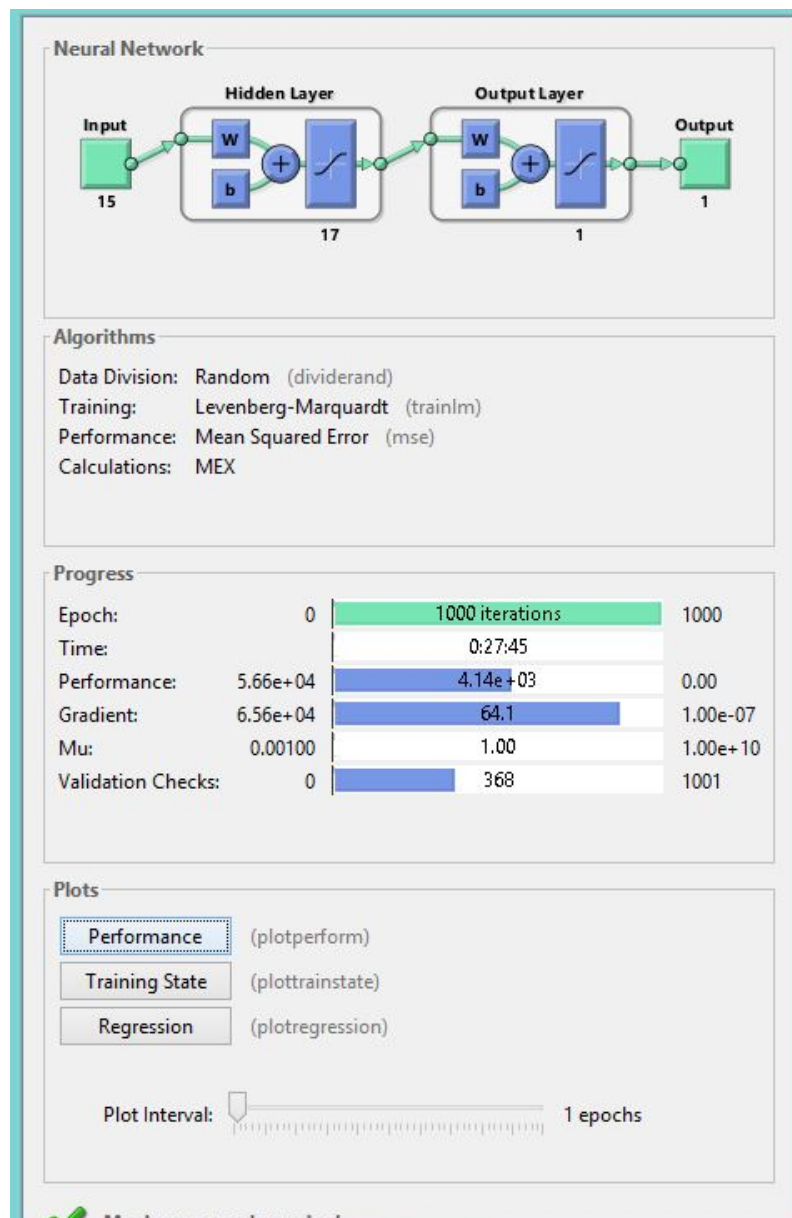 Neural Network
Hidden Layer Output Layer
Input Output
W W
+ +
b b
15 1
17 1
Algorithms
Data Division: Random (dividerand)
Training: Levenberg-Marquardt (trainlm)
Performance: Mean Squared Error (mse)
Calculations: MEX
Progress
Epoch: 0 1000 iterations 1000
Time: 0:27:45
Performance: 5.66e+04 4.14e+03 0.00
Gradient: 6.56e+04 64.1 1.00e-07
Mu: 0.00100 1.00 1.00e+10
Validation Checks: 0 368 1001
Plots
Performance (plotperform)
Training State (plottrainstate)
Regression (plotregression)
Plot Interval: 1 epochs